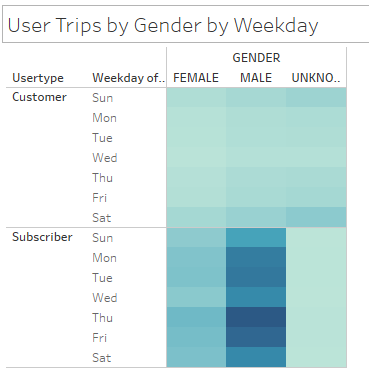 User Trips by Gender by Weekday
GENDER
Usertype Weekday of.. FEMALE MALE UNKNO..
Customer Sun
Mon
Tue
Wed
Thu
Fri
Sat
Subscriber Sun
Mon
Tue
Wed
Thu
Fri
Sat